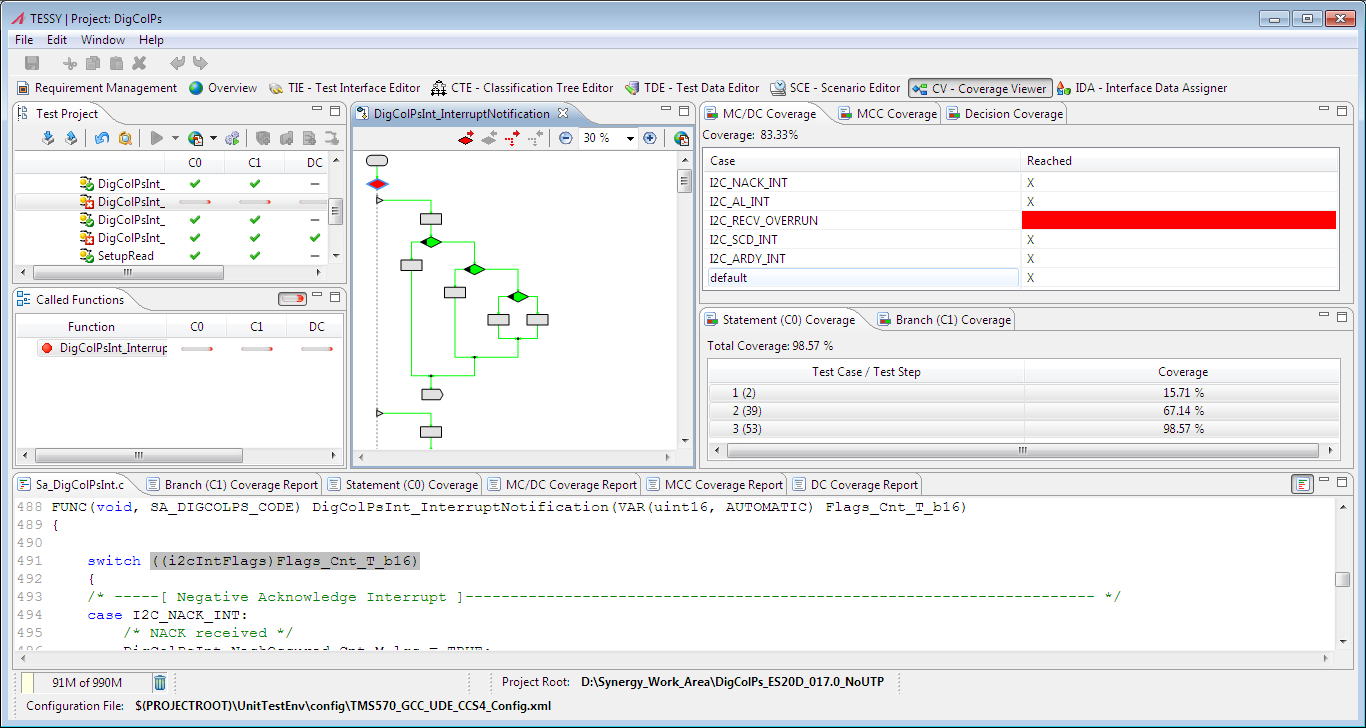 TESSY | Project: DigColPs
File Edit Window Help
Requirement Management Overview TIE - Test Interface Editor CTE - Classification Tree Editor TDE - Test Data Editor SCE - Scenario Editor CV - Coverage Viewer IDA - Interface Data Assigner
Test Project
C0 C1 DC
DigColPsInt_
DigColPsInt_
DigColPsInt_
DigColPsInt_
SetupRead
Called Functions
Function C0 C1 DC
DigColPsInt_Interrup
DigColPsInt_InterruptNotification
30 %
MC/DC Coverage MCC Coverage Decision Coverage
Coverage: 83.33%
Case Reached
I2C_NACK_INT X
I2C_AL_INT X
I2C_RECV_OVERRUN
I2C_SCD_INT X
I2C_ARDY_INT X
default X
Statement (C0) Coverage Branch (C1) Coverage
Total Coverage: 98.57 %
Test Case / Test Step Coverage
1 (2) 15.71 %
2 (39) 67.14 %
3 (53) 98.57 %
Sa_DigColPsInt.c Branch (C1) Coverage Report Statement (C0) Coverage MC/DC Coverage Report MCC Coverage Report DC Coverage Report
488 FUNC(void, SA_DIGCOLPS_CODE) DigColPsInt_InterruptNotification(VAR(uint16, AUTOMATIC) Flags_Cnt_T_b16)
489 {
490
491 switch ((i2cIntFlags)Flags_Cnt_T_b16)
492 {
493 /* -----[ Negative Acknowledge Interrupt ]---------------------------------------------------------------------- */
494 case I2C_NACK_INT:
495 /* NACK received */
91M of 990M Project Root: D:\Synergy_Work_Area\DigColPs_ES20D_017.0_NoUTP
Configuration File: $(PROJECTROOT)\UnitTestEnv\config\TMS570_GCC_UDE_CCS4_Config.xml